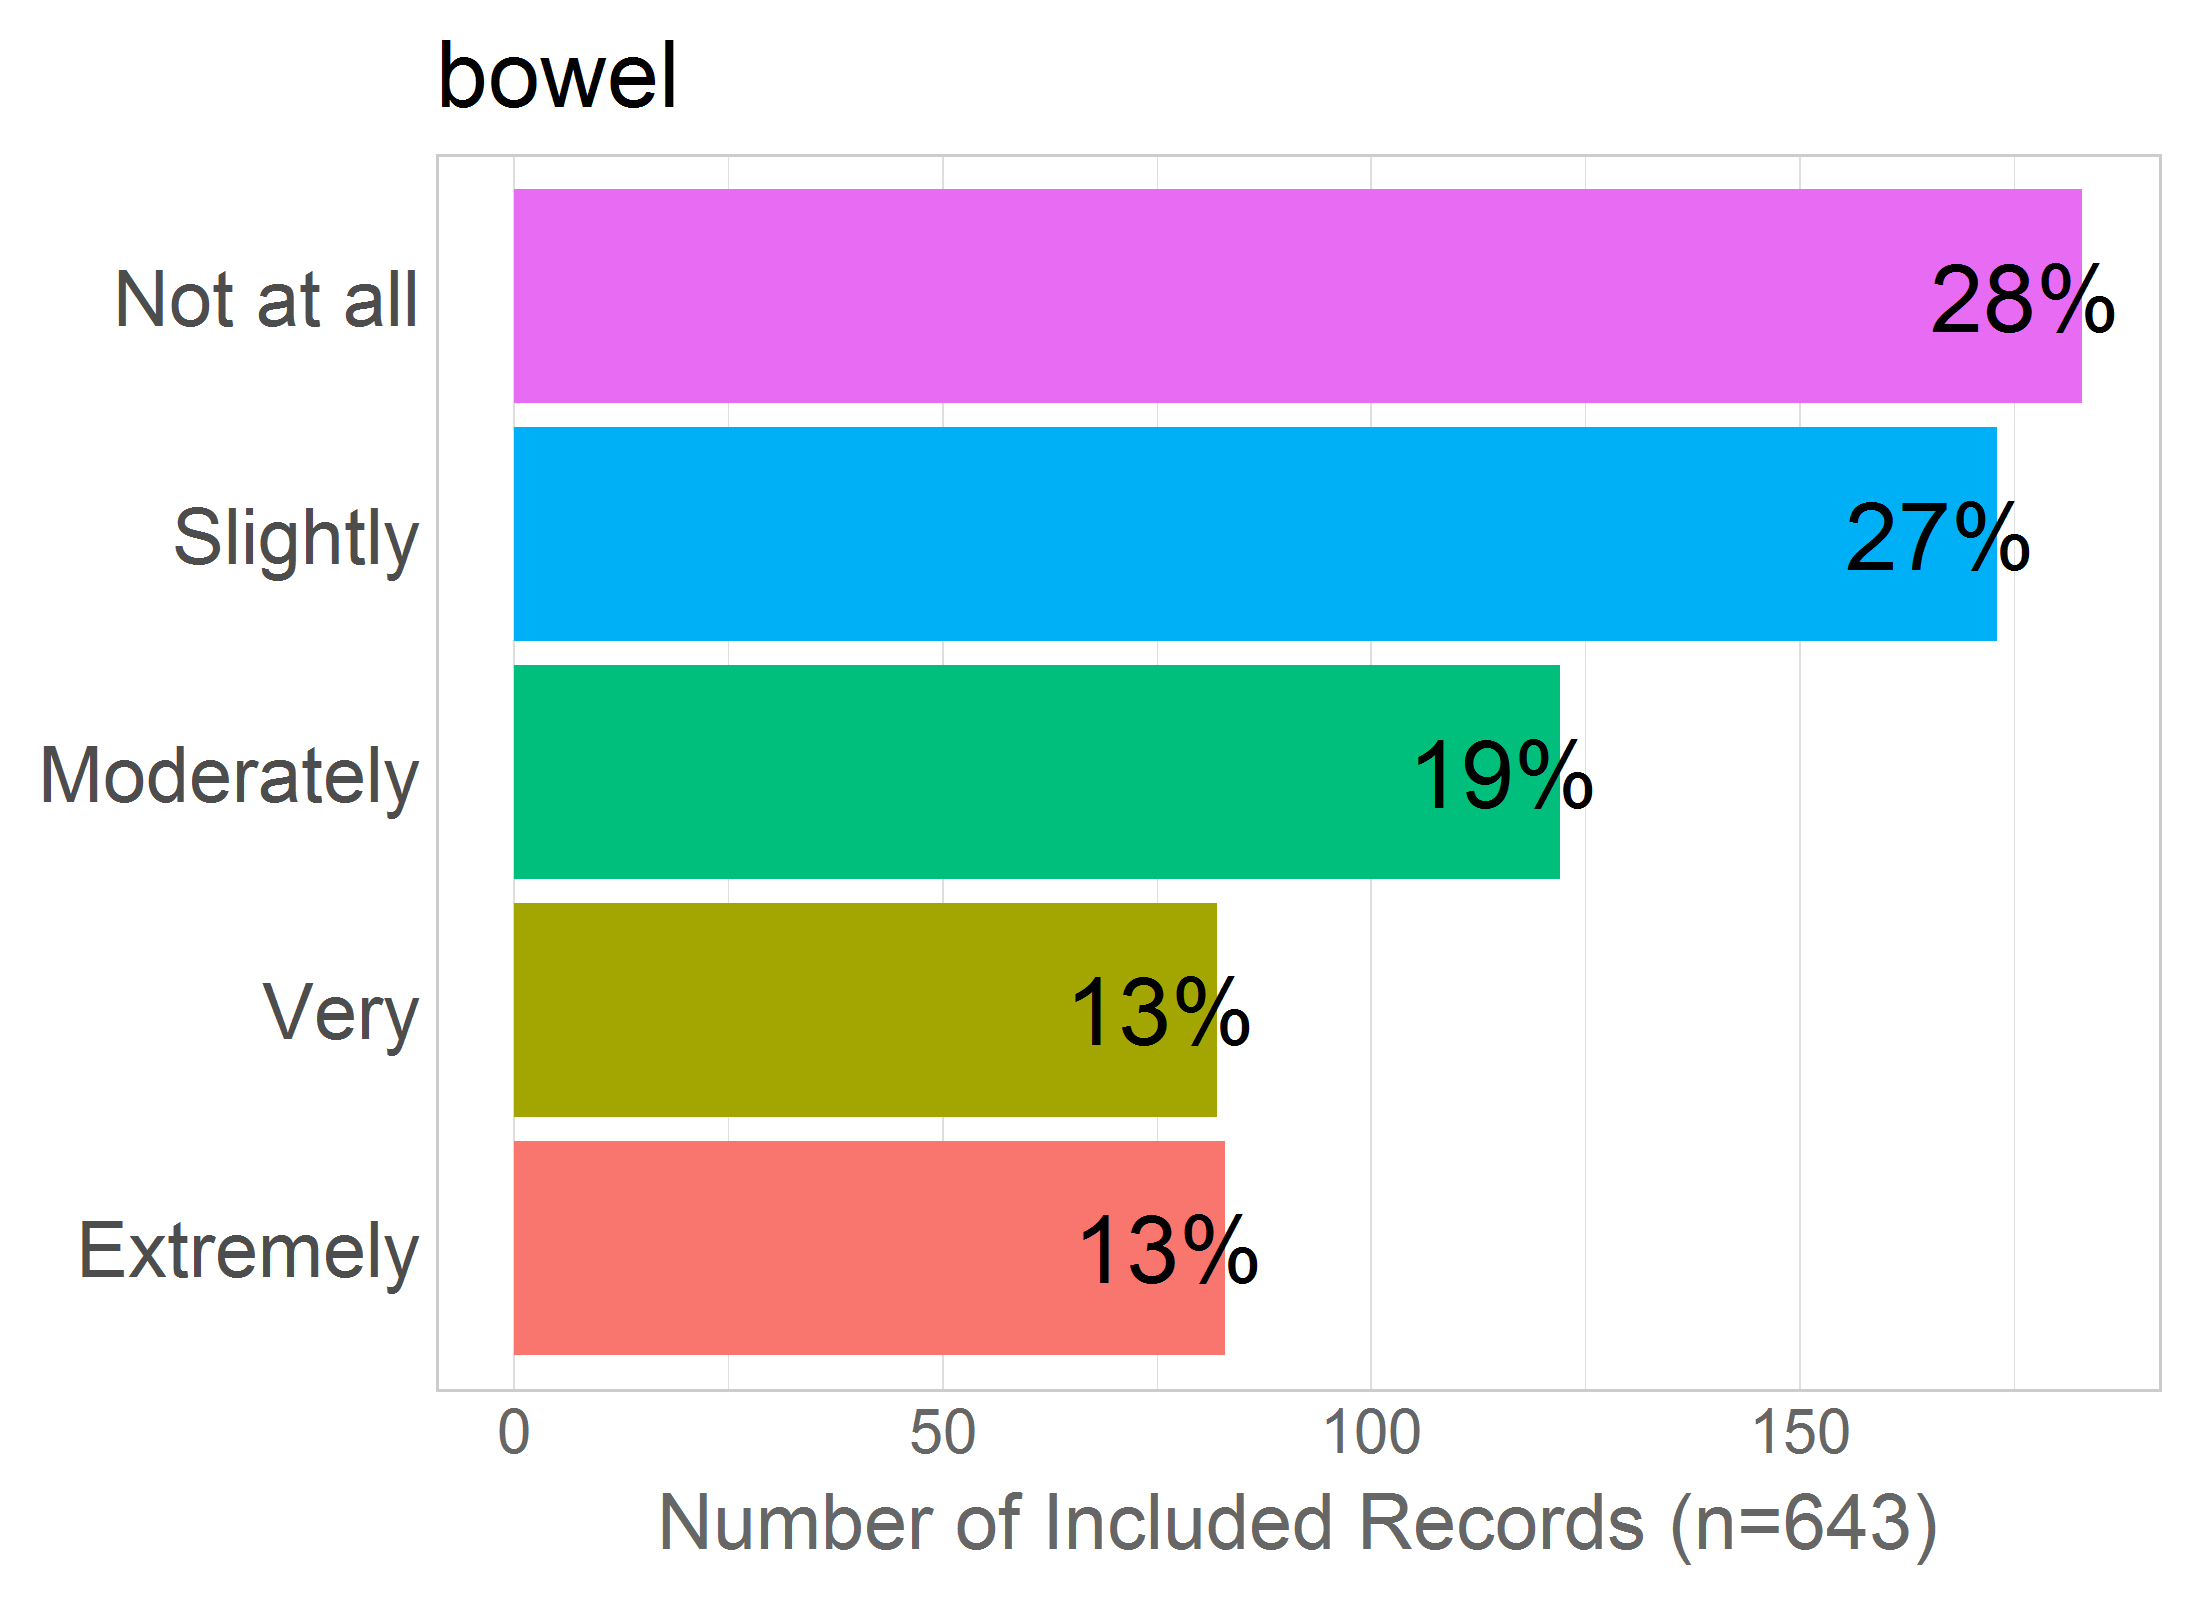 bowel
Not at all
28%
Slightly
27%
Moderately
19%
Very
13%
Extremely
13%
0 50 100 150
Number of Included Records (n=643)